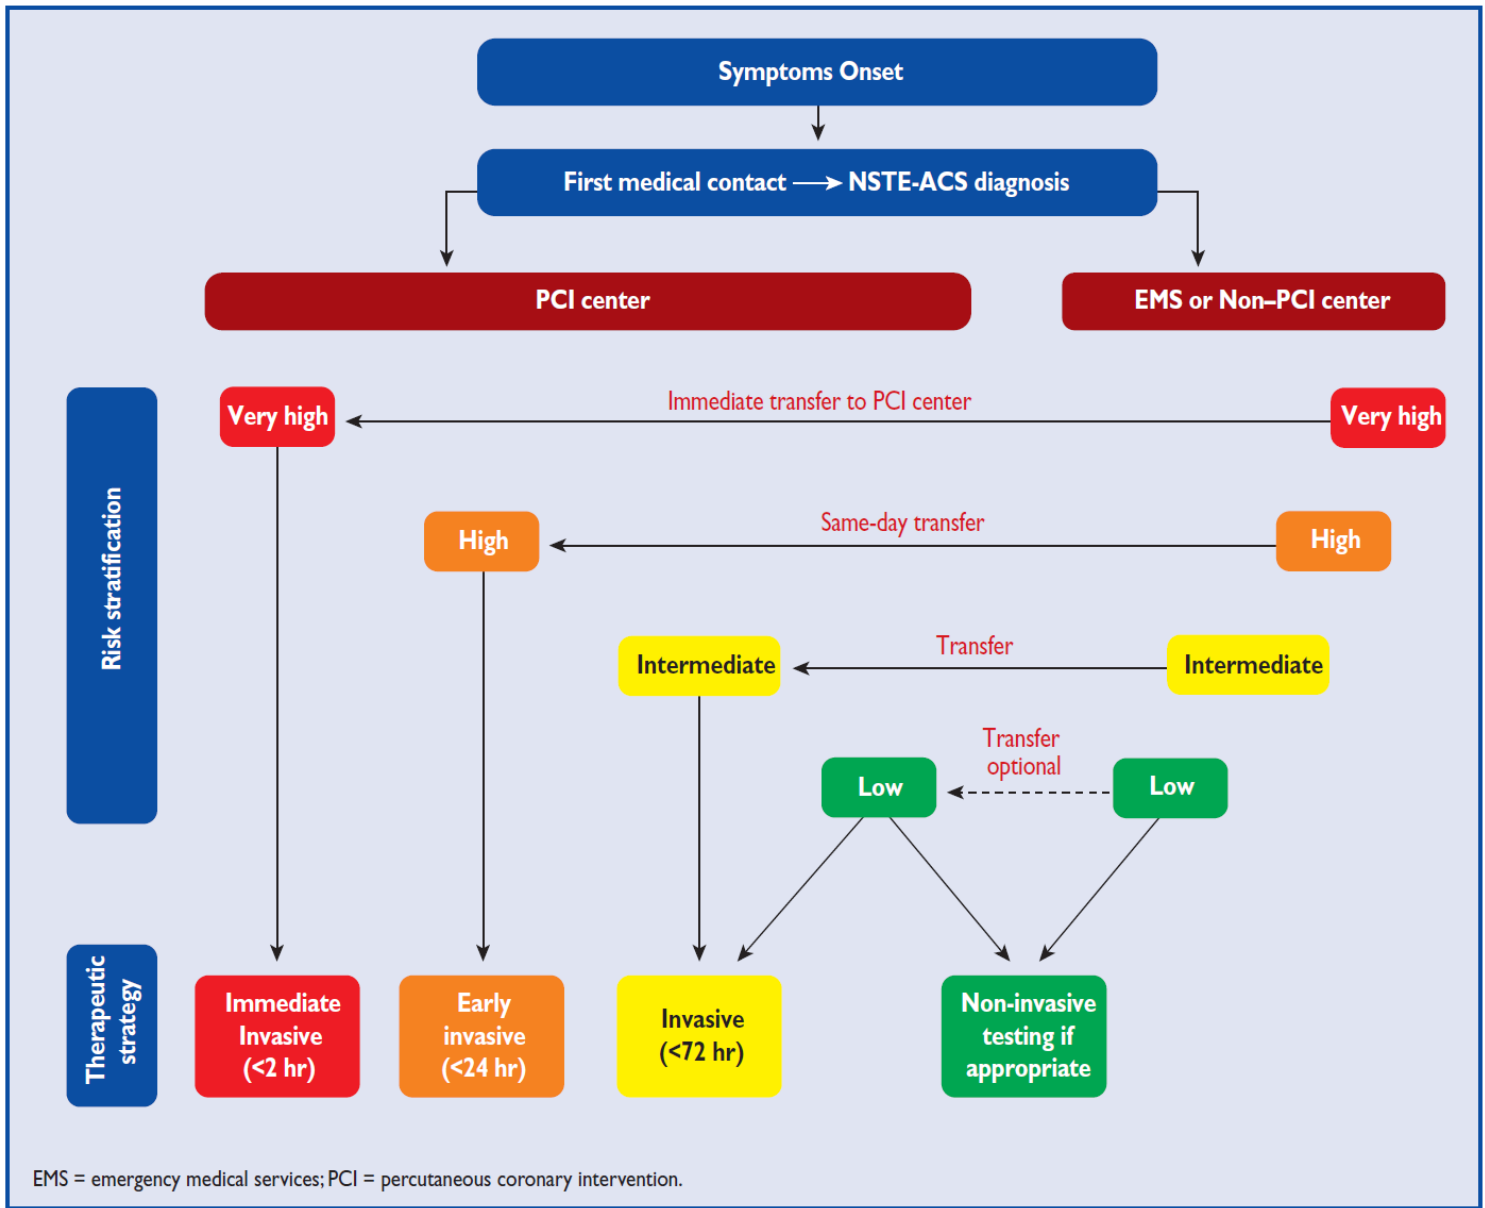 Symptoms Onset
First medical contact → NSTE-ACS diagnosis
PCI center
EMS or Non–PCI center
Risk stratification
Very high
Immediate transfer to PCI center
Very high
High
Same-day transfer
High
Intermediate
Transfer
Intermediate
Low
Transfer
optional
Low
Therapeutic
strategy
Immediate
Invasive
(<2 hr)
Early
invasive
(<24 hr)
Invasive
(<72 hr)
Non-invasive
testing if
appropriate
EMS = emergency medical services; PCI = percutaneous coronary intervention.